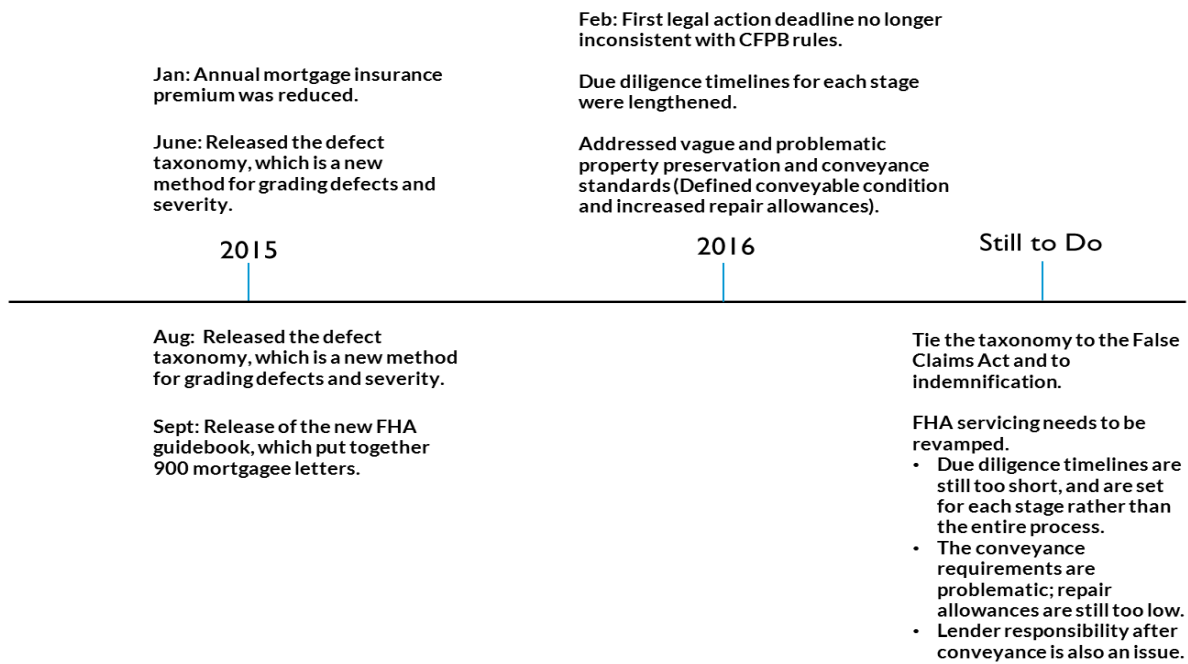 Jan: Annual mortgage insurance
premium was reduced.
June: Released the defect
taxonomy, which is a new
method for grading defects and
severity.
2015
Aug:  Released the defect
taxonomy, which is a new method
for grading defects and severity.
Sept: Release of the new FHA
guidebook, which put together
900 mortgagee letters.
Feb: First legal action deadline no longer
inconsistent with CFPB rules.
Due diligence timelines for each stage
were lengthened.
Addressed vague and problematic
property preservation and conveyance
standards (Defined conveyable condition
and increased repair allowances).
2016
Still to Do
Tie the taxonomy to the False
Claims Act and to
indemnification.
FHA servicing needs to be
revamped.
• Due diligence timelines are
still too short, and are set
for each stage rather than
the entire process.
• The conveyance
requirements are
problematic; repair
allowances are still too low.
• Lender responsibility after
conveyance is also an issue.